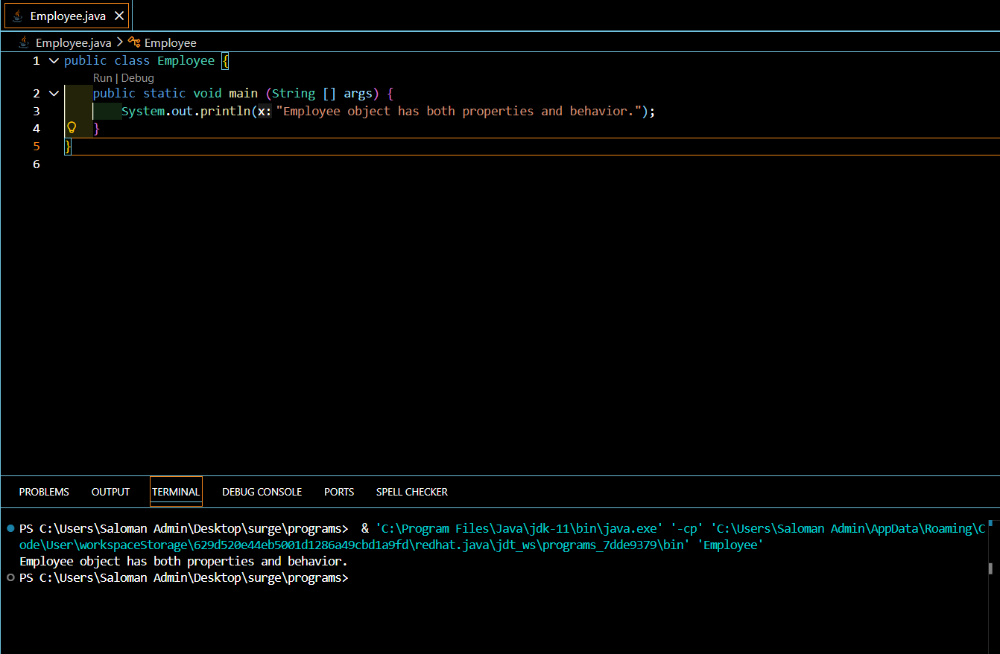 Employee.java
Employee.java > Employee
1 public class Employee {
Run | Debug
2 public static void main (String [] args) {
3 System.out.println(x: "Employee object has both properties and behavior.");
4 }
5 }
6
PROBLEMS OUTPUT TERMINAL DEBUG CONSOLE PORTS SPELL CHECKER
PS C:\Users\Saloman Admin\Desktop\surge\programs>  & 'C:\Program Files\Java\jdk-11\bin\java.exe' '-cp' 'C:\Users\Saloman Admin\AppData\Roaming\C
ode\User\workspaceStorage\629d520e44eb5001d1286a49cbd1a9fd\redhat.java\jdt_ws\programs_7dde9379\bin' 'Employee'
Employee object has both properties and behavior.
PS C:\Users\Saloman Admin\Desktop\surge\programs>